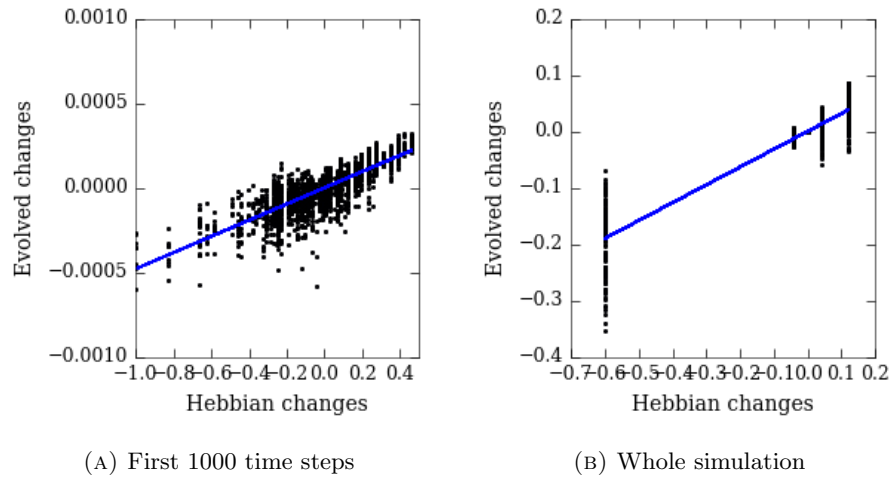 0.0010
0.0005
0.0000
−0.0005
−0.0010
Evolved changes
−1.0−0.8−0.6−0.4−0.2 0.0 0.2 0.4
Hebbian changes
(A) First 1000 time steps
0.2
0.1
0.0
−0.1
−0.2
−0.3
−0.4
Evolved changes
−0.7−0.6−0.5−0.4−0.3−0.2−0.10.0 0.1 0.2
Hebbian changes
(B) Whole simulation